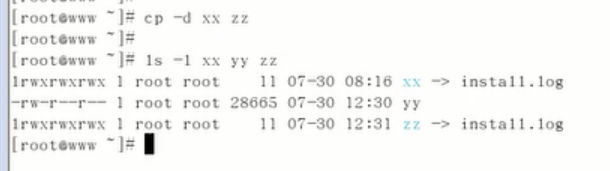 [root@www ~]# cp -d xx zz
[root@www ~]#
[root@www ~]# ls -l xx yy zz
lrwxrwxrwx 1 root root 11 07-30 08:16 xx -> install.log
-rw-r--r-- 1 root root 28665 07-30 12:30 yy
lrwxrwxrwx 1 root root 11 07-30 12:31 zz -> install.log
[root@www ~]#